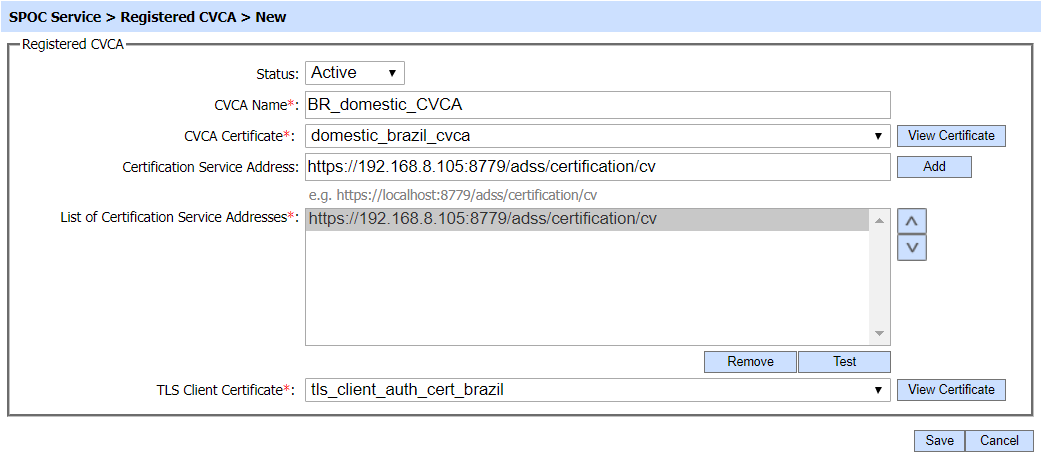 SPOC Service > Registered CVCA > New
Registered CVCA
Status: Active
CVCA Name*: BR_domestic_CVCA
CVCA Certificate*: domestic_brazil_cvca View Certificate
Certification Service Address: https://192.168.8.105:8779/adss/certification/cv Add
e.g. https://localhost:8779/adss/certification/cv
List of Certification Service Addresses*: https://192.168.8.105:8779/adss/certification/cv
Remove Test
TLS Client Certificate*: tls_client_auth_cert_brazil View Certificate
Save Cancel